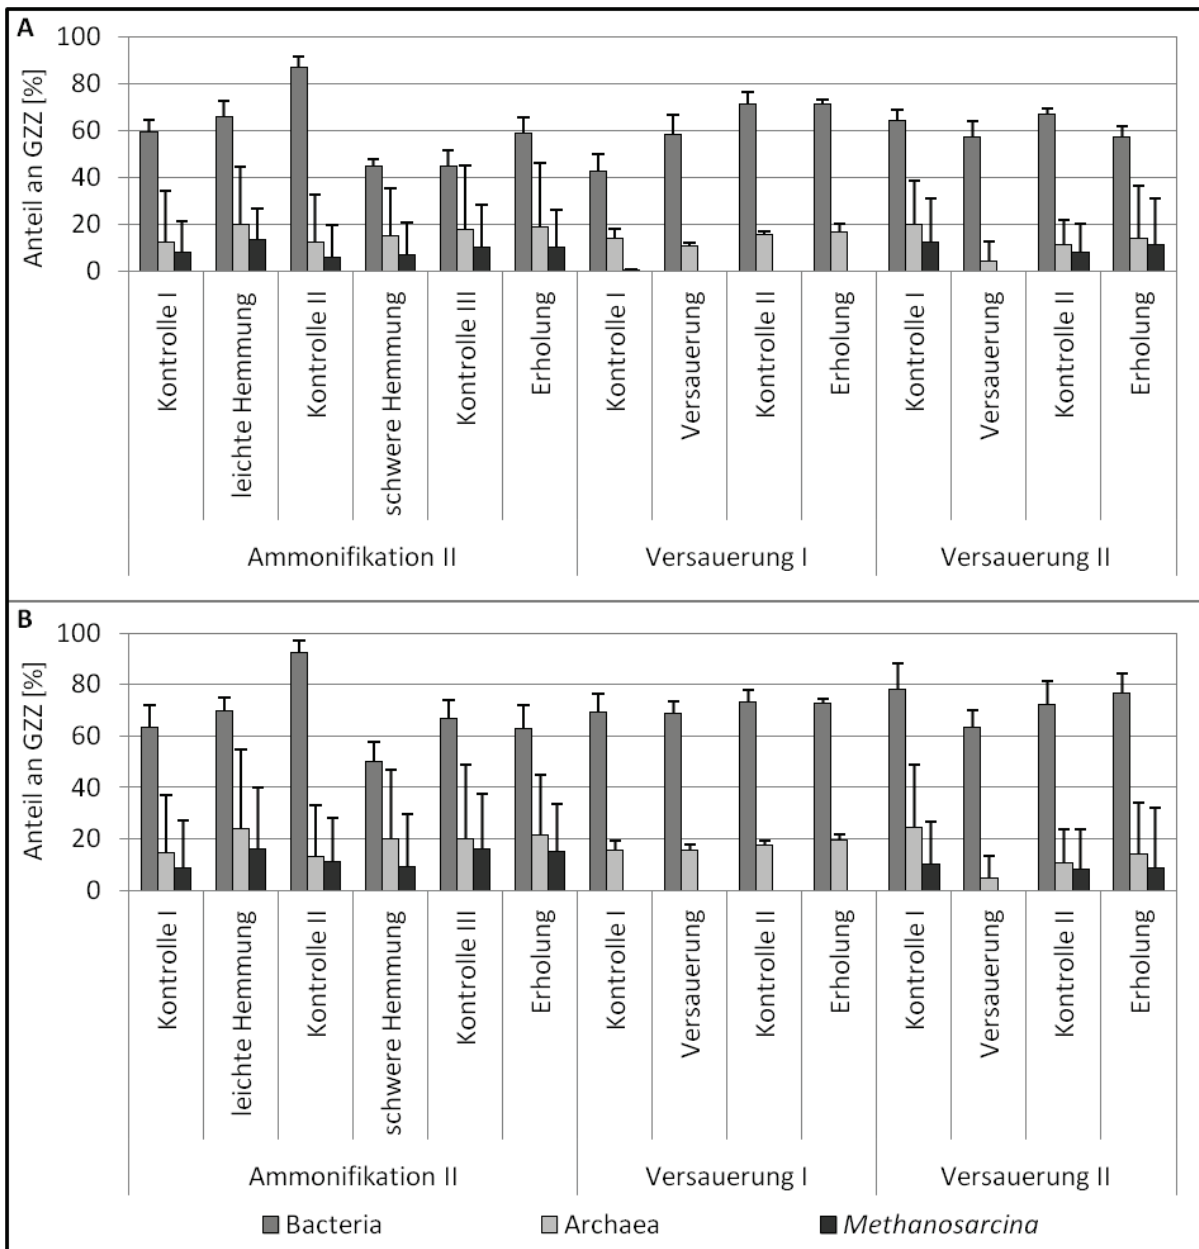 A
Anteil an GZZ [%]
100
80
60
40
20
0
Kontrolle I
leichte Hemmung
Kontrolle II
schwere Hemmung
Kontrolle III
Erholung
Kontrolle I
Versauerung
Kontrolle II
Erholung
Kontrolle I
Versauerung
Kontrolle II
Erholung
Ammonifikation II
Versauerung I
Versauerung II
B
Anteil an GZZ [%]
100
80
60
40
20
0
Kontrolle I
leichte Hemmung
Kontrolle II
schwere Hemmung
Kontrolle III
Erholung
Kontrolle I
Versauerung
Kontrolle II
Erholung
Kontrolle I
Versauerung
Kontrolle II
Erholung
Ammonifikation II
Versauerung I
Versauerung II
Bacteria
Archaea
Methanosarcina